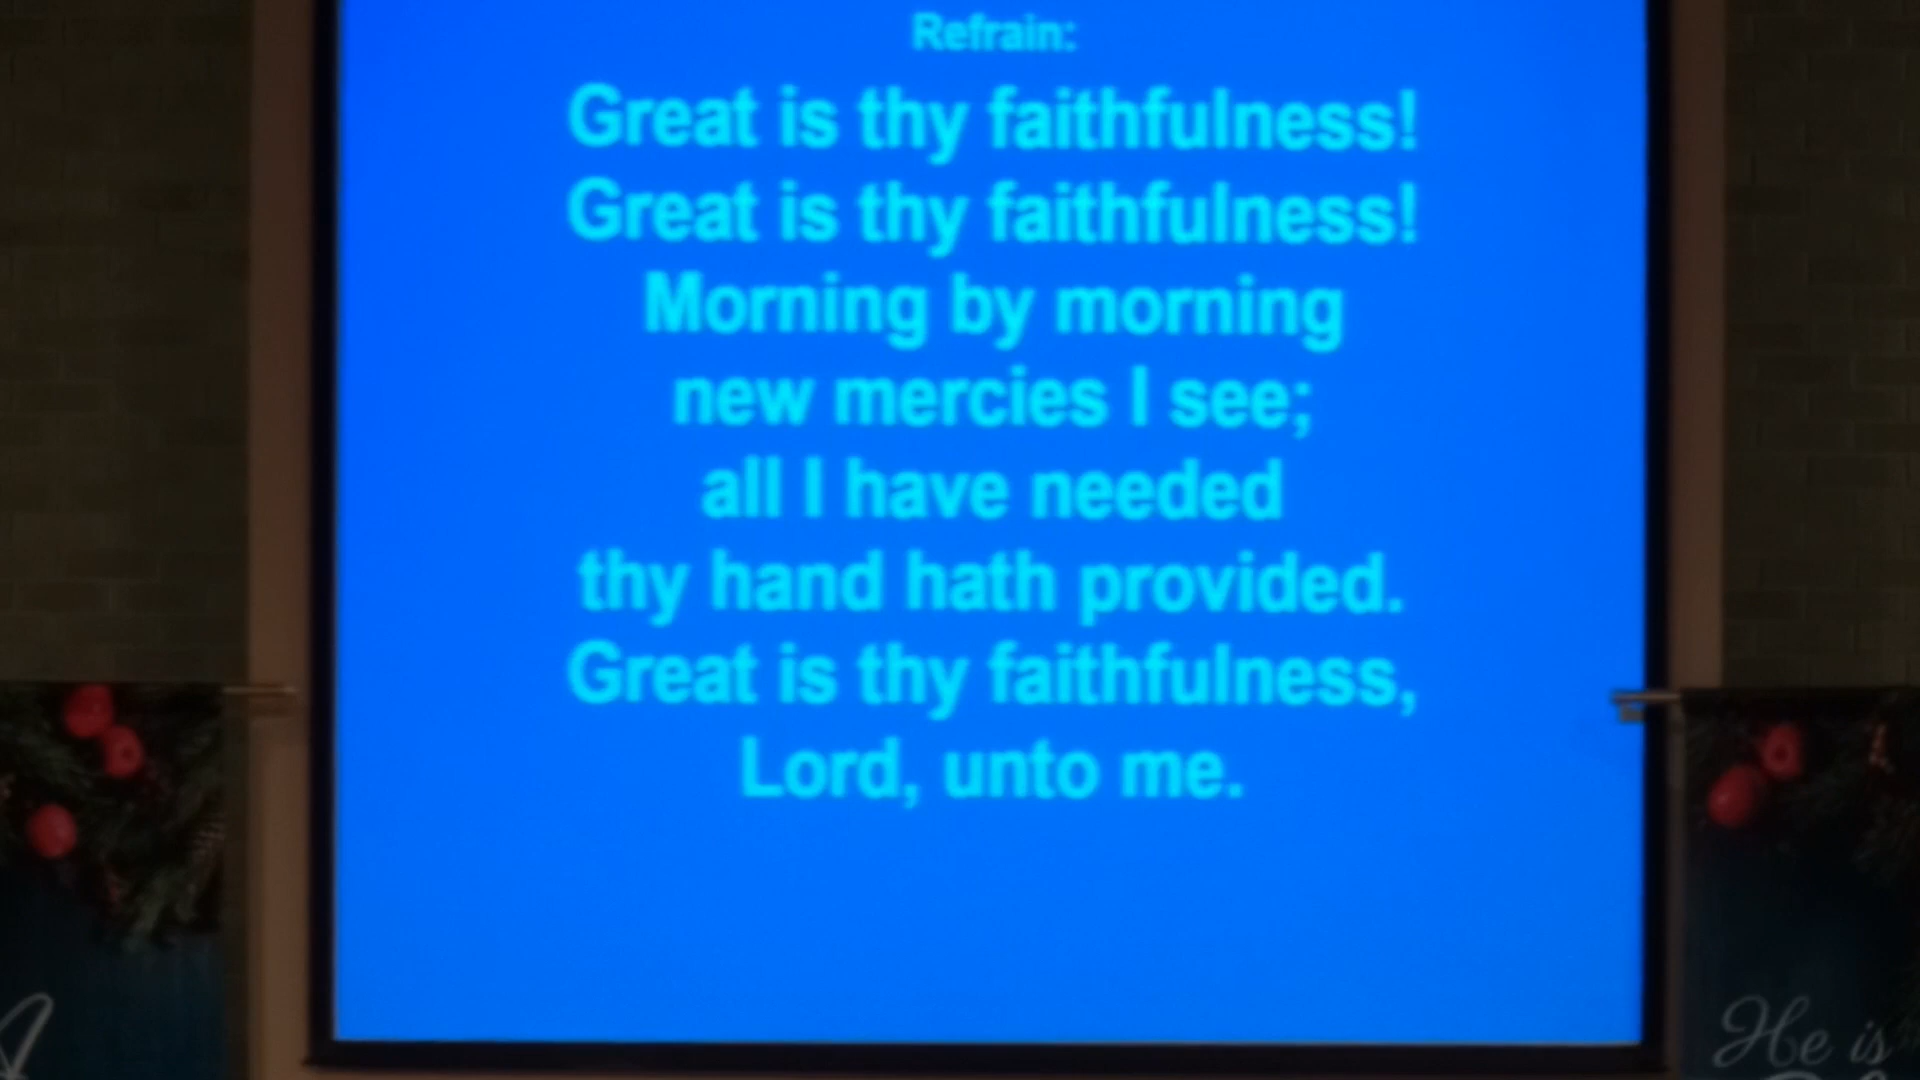 Refrain:
Great is thy faithfulness!
Great is thy faithfulness!
Morning by morning
new mercies I see;
all I have needed
thy hand hath provided.
Great is thy faithfulness,
Lord, unto me.
He is